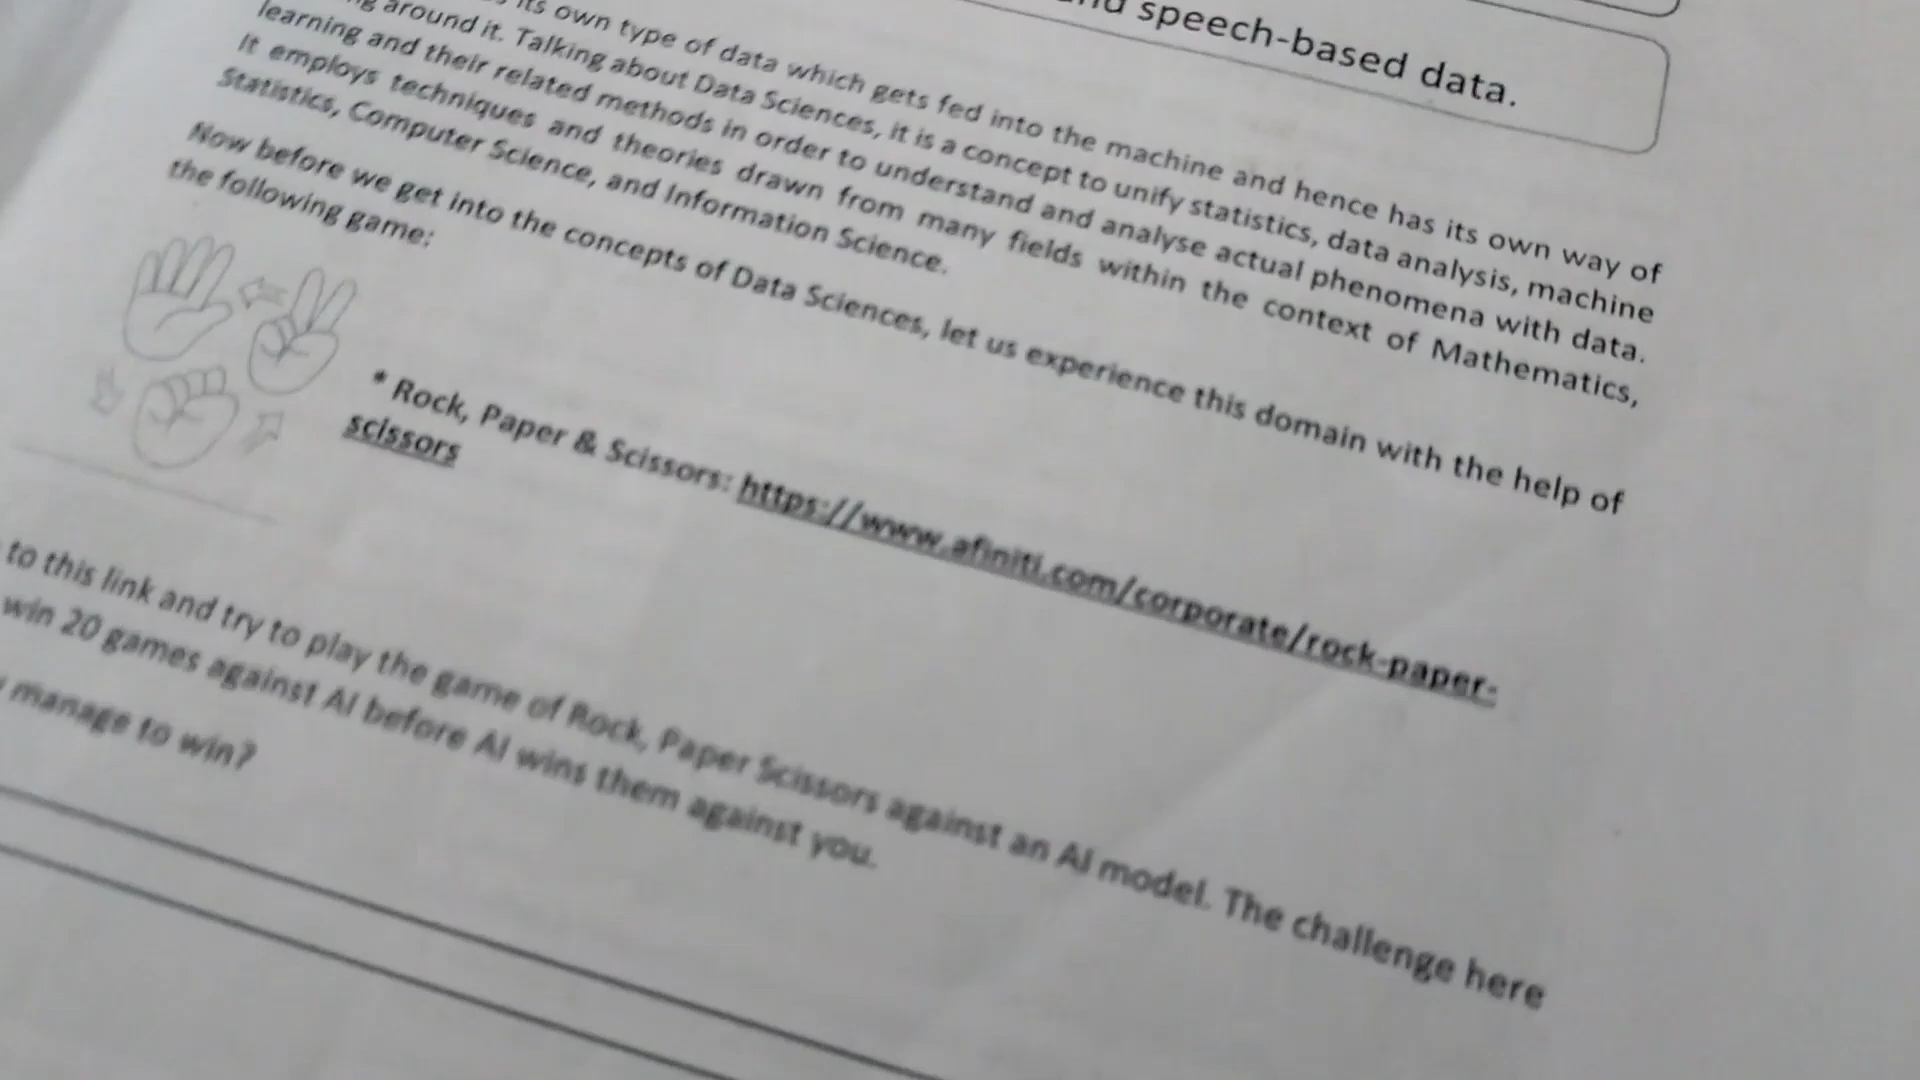 speech-based data.
its own type of data which gets fed into the machine and hence has its own way of
around it. Talking about Data Sciences, it is a concept to unify statistics, data analysis, machine
learning and their related methods in order to understand and analyse actual phenomena with data.
It employs techniques and theories drawn from many fields within the context of Mathematics,
Statistics, Computer Science, and Information Science.
Now before we get into the concepts of Data Sciences, let us experience this domain with the help of
the following game:
* Rock, Paper & Scissors: https://www.afiniti.com/corporate/rock-paper-
scissors
to this link and try to play the game of Rock, Paper Scissors against an AI model. The challenge here
win 20 games against AI before AI wins them against you.
manage to win?